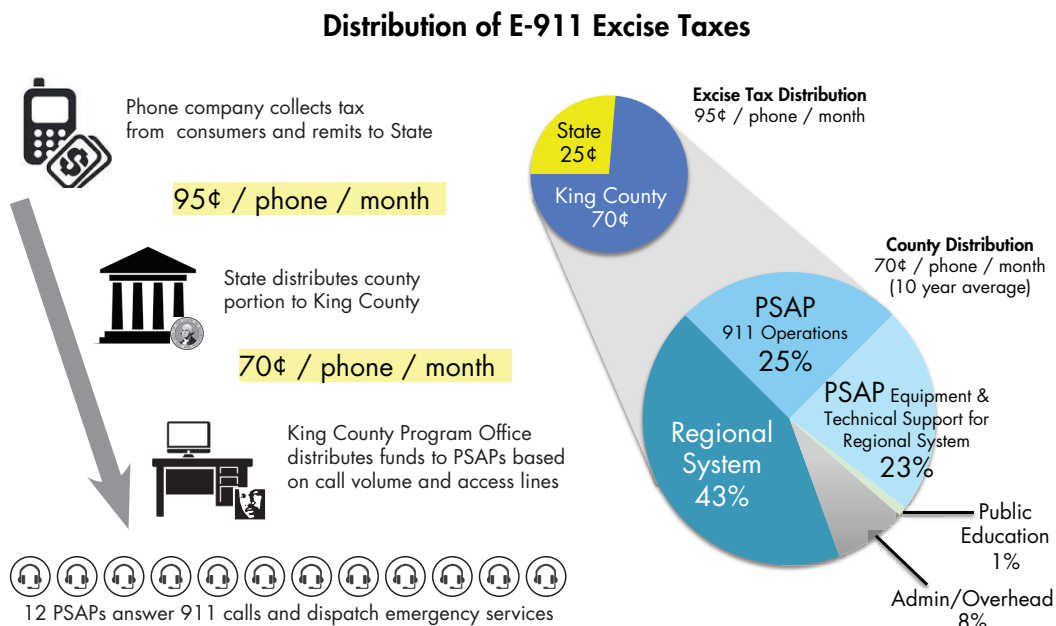 Distribution of E-911 Excise Taxes
Phone company collects tax
from consumers and remits to State
95¢ / phone / month
State distributes county
portion to King County
70¢ / phone / month
King County Program Office
distributes funds to PSAPs based
on call volume and access lines
12 PSAPs answer 911 calls and dispatch emergency services
Excise Tax Distribution
95¢ / phone / month
State
25¢
King County
70¢
County Distribution
70¢ / phone / month
(10 year average)
PSAP
911 Operations
25%
PSAP Equipment &
Technical Support for
Regional System
23%
Regional
System
43%
Public
Education
1%
Admin/Overhead
8%